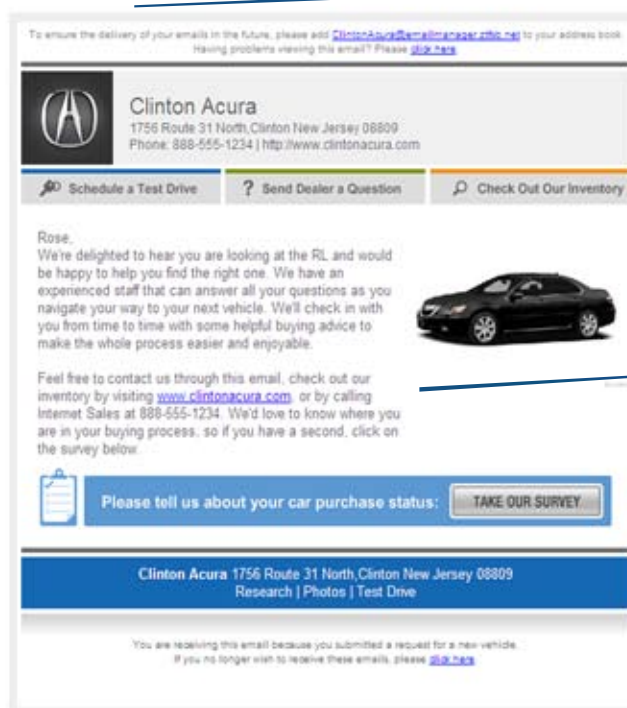 To ensure the delivery of your emails in the future, please add ClintonAcura@emailmanager.ztfid.net to your address book.
Having problems viewing this email? Please click here.
Clinton Acura
1756 Route 31 North,Clinton New Jersey 08809
Phone: 888-555-1234 | http://www.clintonacura.com
Schedule a Test Drive
? Send Dealer a Question
Check Out Our Inventory
Rose,
We're delighted to hear you are looking at the RL and would
be happy to help you find the right one. We have an
experienced staff that can answer all your questions as you
navigate your way to your next vehicle. We'll check in with
you from time to time with some helpful buying advice to
make the whole process easier and enjoyable.
Feel free to contact us through this email, check out our
inventory by visiting www.clintonacura.com, or by calling
Internet Sales at 888-555-1234. We'd love to know where you
are in your buying process, so if you have a second, click on
the survey below.
Please tell us about your car purchase status:
TAKE OUR SURVEY
Clinton Acura 1756 Route 31 North,Clinton New Jersey 08809
Research | Photos | Test Drive
You are receiving this email because you submitted a request for a new vehicle.
If you no longer wish to receive these emails, please click here.